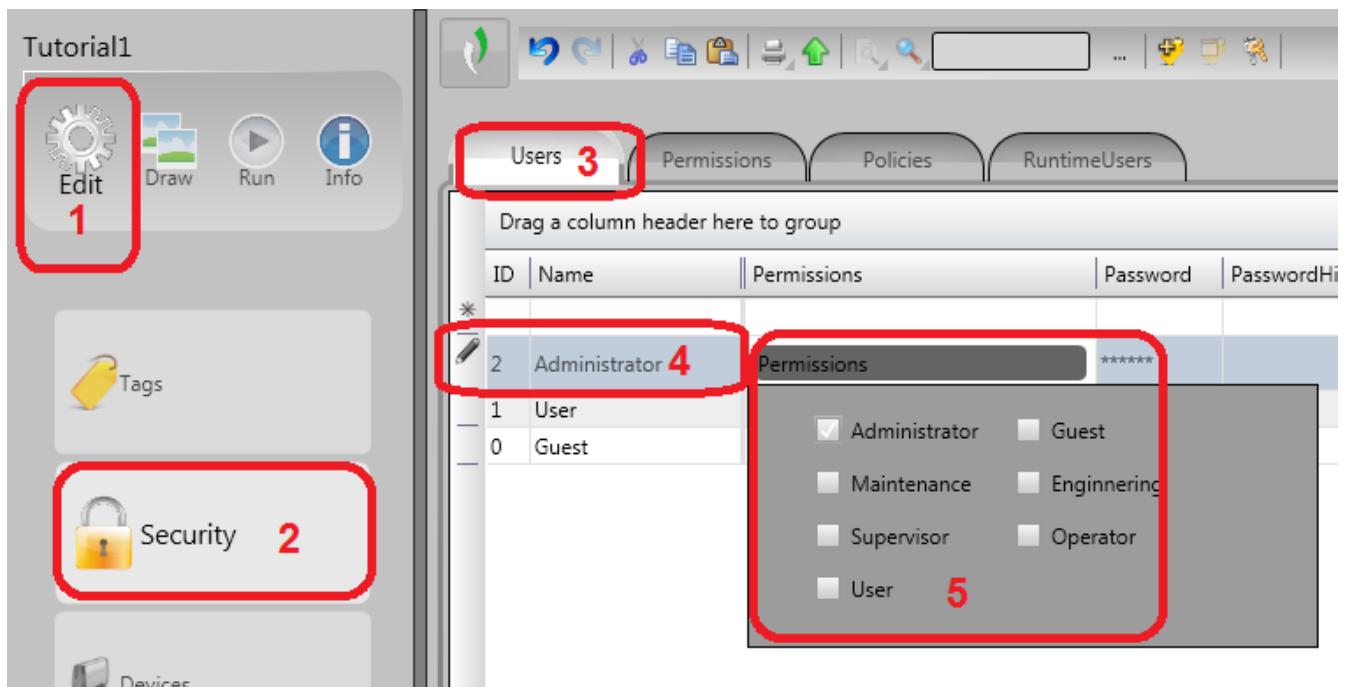 Tutorial1
Edit Draw Run Info
1
Tags
Security 2
Devices
...
Users 3 Permissions Policies RuntimeUsers
Drag a column header here to group
ID Name Permissions Password PasswordHi
*
2 Administrator 4 Permissions ******
1 User
0 Guest
Administrator Guest
Maintenance Enginnering
Supervisor Operator
User 5